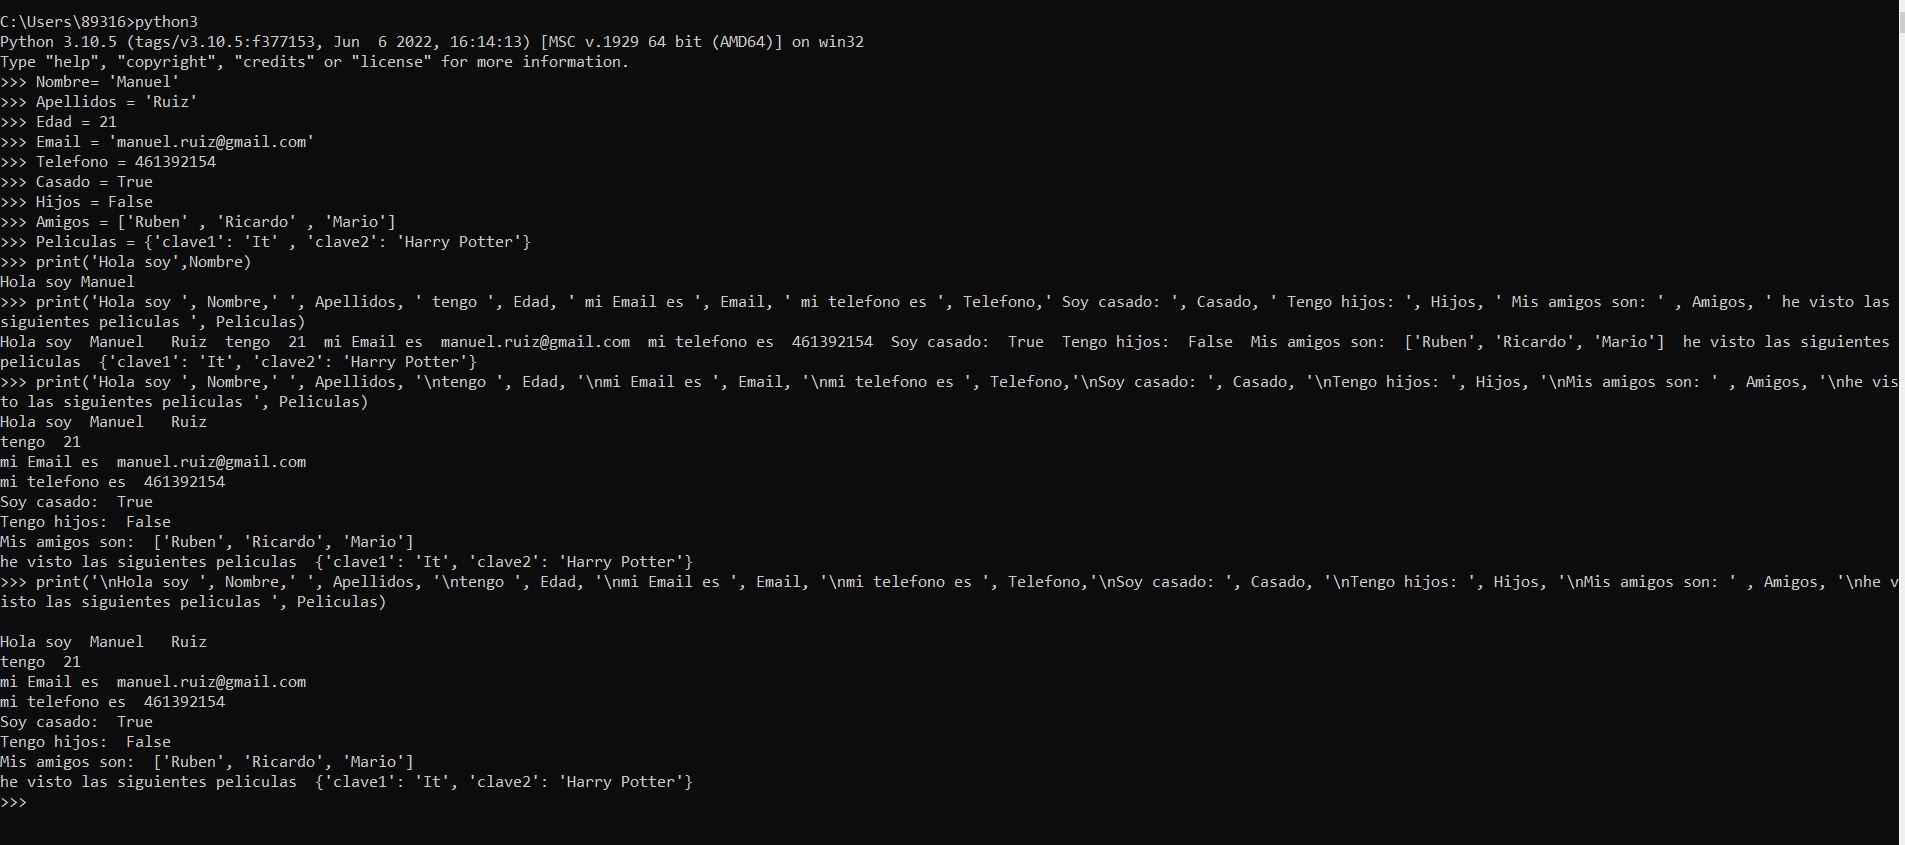 C:\Users\89316>python3
Python 3.10.5 (tags/v3.10.5:f377153, Jun  6 2022, 16:14:13) [MSC v.1929 64 bit (AMD64)] on win32
Type "help", "copyright", "credits" or "license" for more information.
>>> Nombre= 'Manuel'
>>> Apellidos = 'Ruiz'
>>> Edad = 21
>>> Email = 'manuel.ruiz@gmail.com'
>>> Telefono = 461392154
>>> Casado = True
>>> Hijos = False
>>> Amigos = ['Ruben' , 'Ricardo' , 'Mario']
>>> Peliculas = {'clave1': 'It' , 'clave2': 'Harry Potter'}
>>> print('Hola soy',Nombre)
Hola soy Manuel
>>> print('Hola soy ', Nombre,' ', Apellidos, ' tengo ', Edad, ' mi Email es ', Email, ' mi telefono es ', Telefono,' Soy casado: ', Casado, ' Tengo hijos: ', Hijos, ' Mis amigos son: ' , Amigos, ' he visto las
siguientes peliculas ', Peliculas)
Hola soy  Manuel   Ruiz  tengo  21  mi Email es  manuel.ruiz@gmail.com  mi telefono es  461392154  Soy casado:  True  Tengo hijos:  False  Mis amigos son:  ['Ruben', 'Ricardo', 'Mario']  he visto las siguientes
peliculas  {'clave1': 'It', 'clave2': 'Harry Potter'}
>>> print('Hola soy ', Nombre,' ', Apellidos, '\ntengo ', Edad, '\nmi Email es ', Email, '\nmi telefono es ', Telefono,'\nSoy casado: ', Casado, '\nTengo hijos: ', Hijos, '\nMis amigos son: ' , Amigos, '\nhe vis
to las siguientes peliculas ', Peliculas)
Hola soy  Manuel   Ruiz
tengo  21
mi Email es  manuel.ruiz@gmail.com
mi telefono es  461392154
Soy casado:  True
Tengo hijos:  False
Mis amigos son:  ['Ruben', 'Ricardo', 'Mario']
he visto las siguientes peliculas  {'clave1': 'It', 'clave2': 'Harry Potter'}
>>> print('\nHola soy ', Nombre,' ', Apellidos, '\ntengo ', Edad, '\nmi Email es ', Email, '\nmi telefono es ', Telefono,'\nSoy casado: ', Casado, '\nTengo hijos: ', Hijos, '\nMis amigos son: ' , Amigos, '\nhe v
isto las siguientes peliculas ', Peliculas)

Hola soy  Manuel   Ruiz
tengo  21
mi Email es  manuel.ruiz@gmail.com
mi telefono es  461392154
Soy casado:  True
Tengo hijos:  False
Mis amigos son:  ['Ruben', 'Ricardo', 'Mario']
he visto las siguientes peliculas  {'clave1': 'It', 'clave2': 'Harry Potter'}
>>>